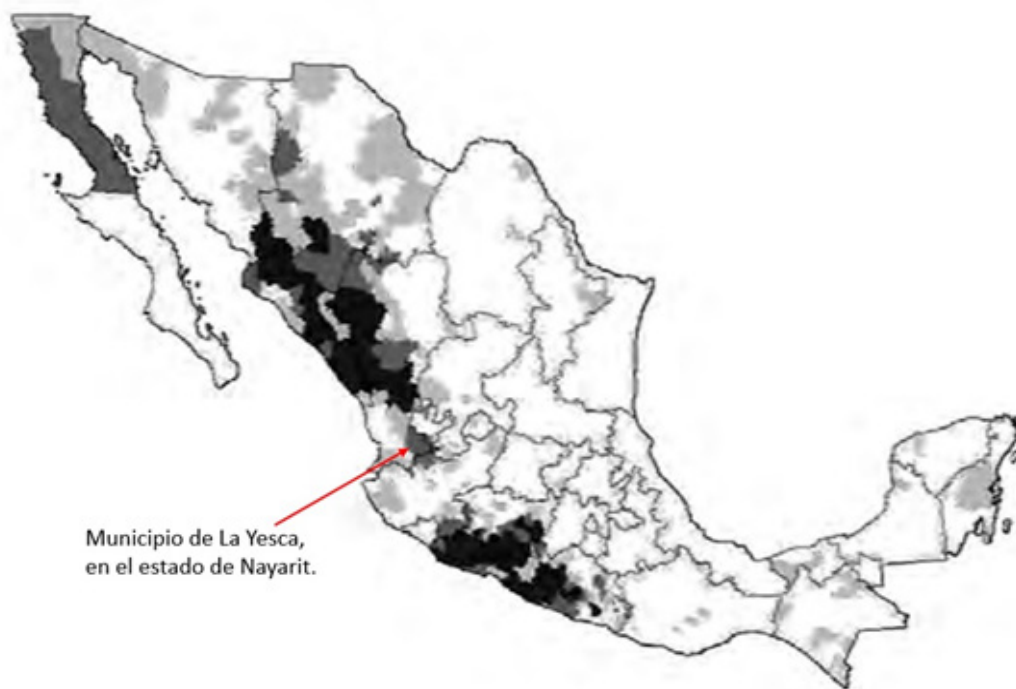 Municipio de La Yesca,
en el estado de Nayarit.